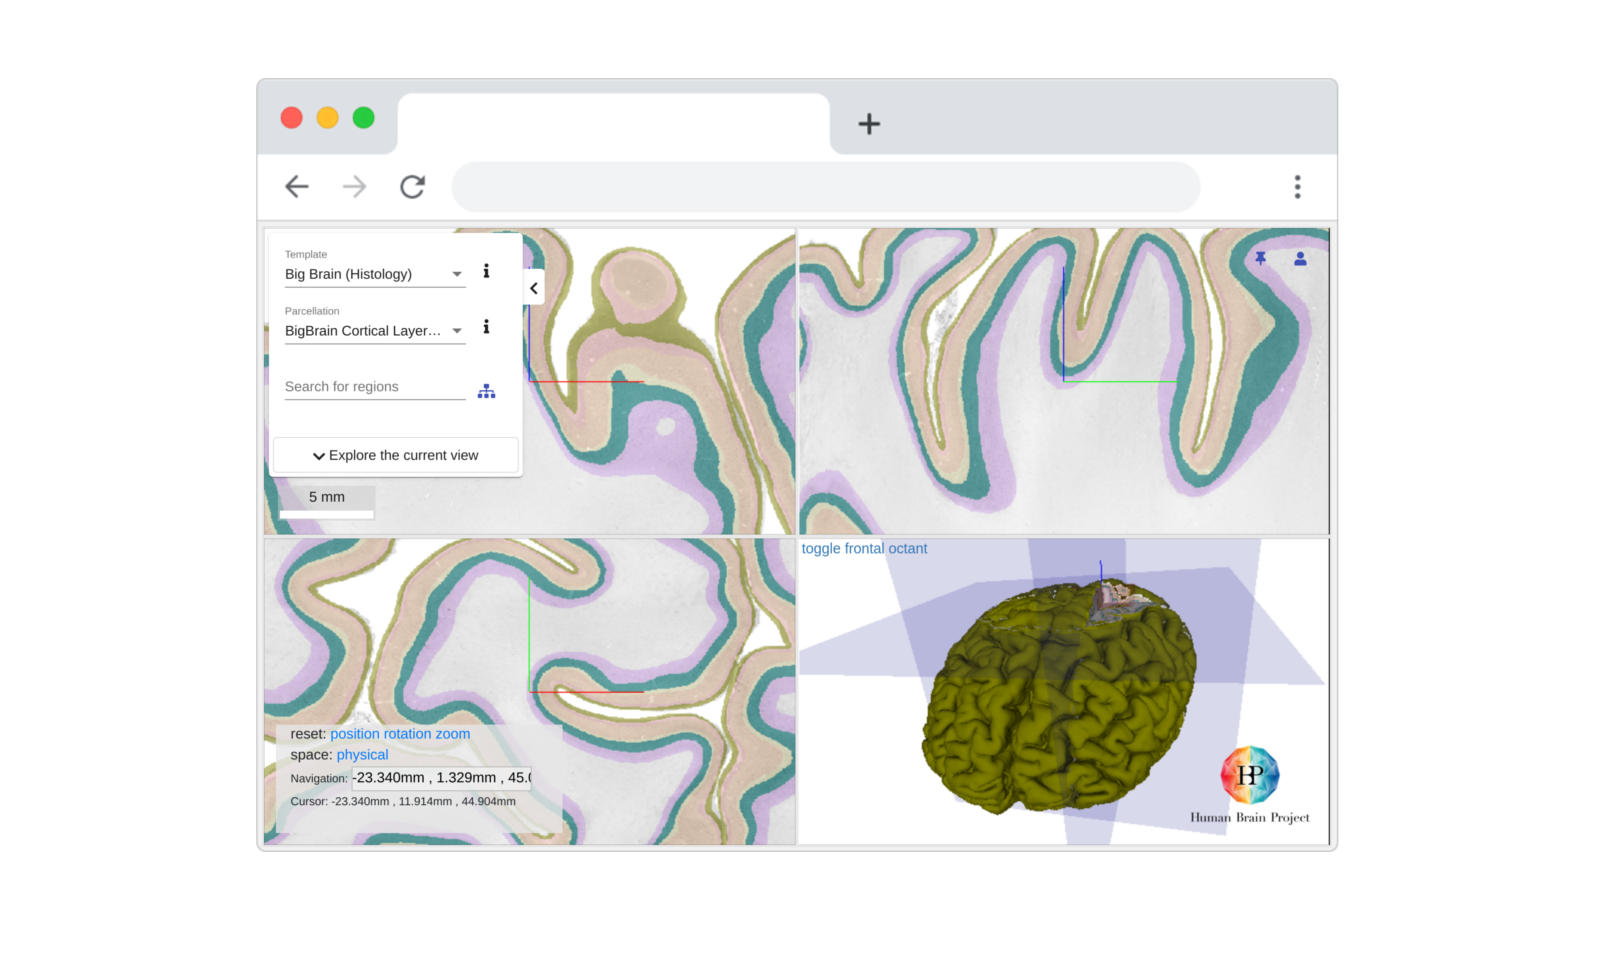 Template
Big Brain (Histology)
Parcellation
BigBrain Cortical Layer...
Search for regions
Explore the current view
5 mm
toggle frontal octant
reset: position rotation zoom
space: physical
Navigation: -23.340mm , 1.329mm , 45.0
Cursor: -23.340mm , 11.914mm , 44.904mm
HP
Human Brain Project